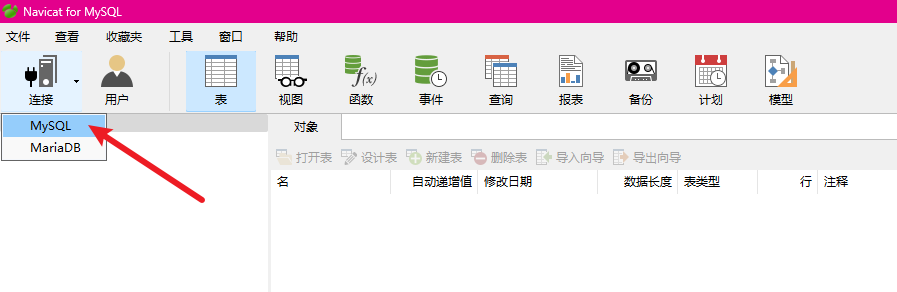 Navicat for MySQL
文件 查看 收藏夹 工具 窗口 帮助
连接 用户 表 视图 f(x) 函数 事件 查询 报表 备份 计划 模型
MySQL
MariaDB
对象
打开表 设计表 新建表 删除表 导入向导 导出向导
名 自动递增值 修改日期 数据长度 表类型 行 注释